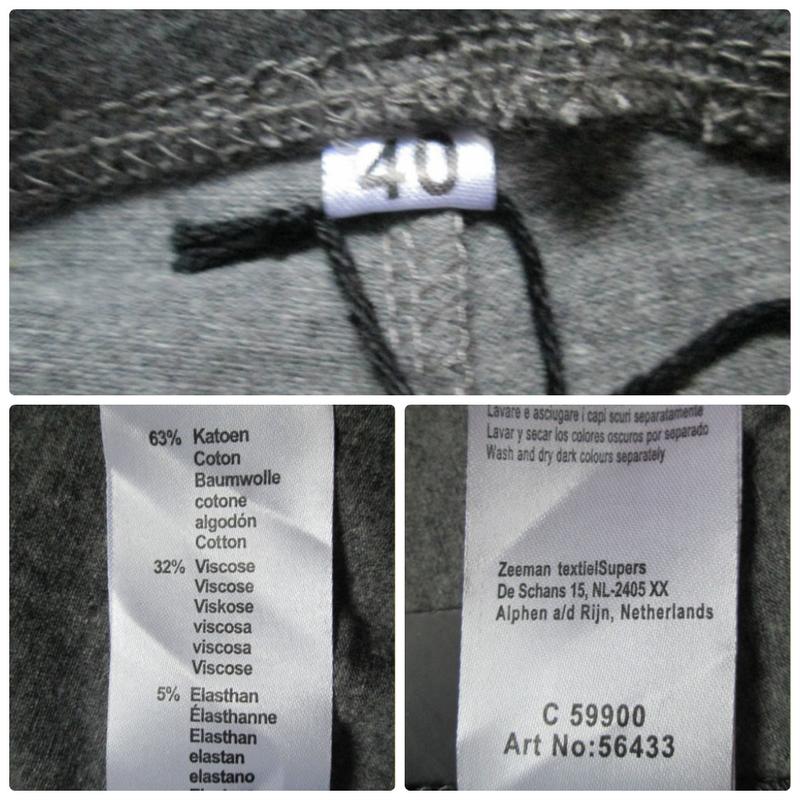 40
63% Katoen
Coton
Baumwolle
cotone
algodón
Cotton
32% Viscose
Viscose
Viskose
viscosa
viscosa
Viscose
5% Elasthan
Élasthanne
Elasthan
elastan
elastano
Lavare e asciugare i capi scuri separatamente
Lavar y secar los colores oscuros por separado
Wash and dry dark colours separately
Zeeman textielSupers
De Schans 15, NL-2405 XX
Alphen a/d Rijn, Netherlands
C 59900
Art No:56433